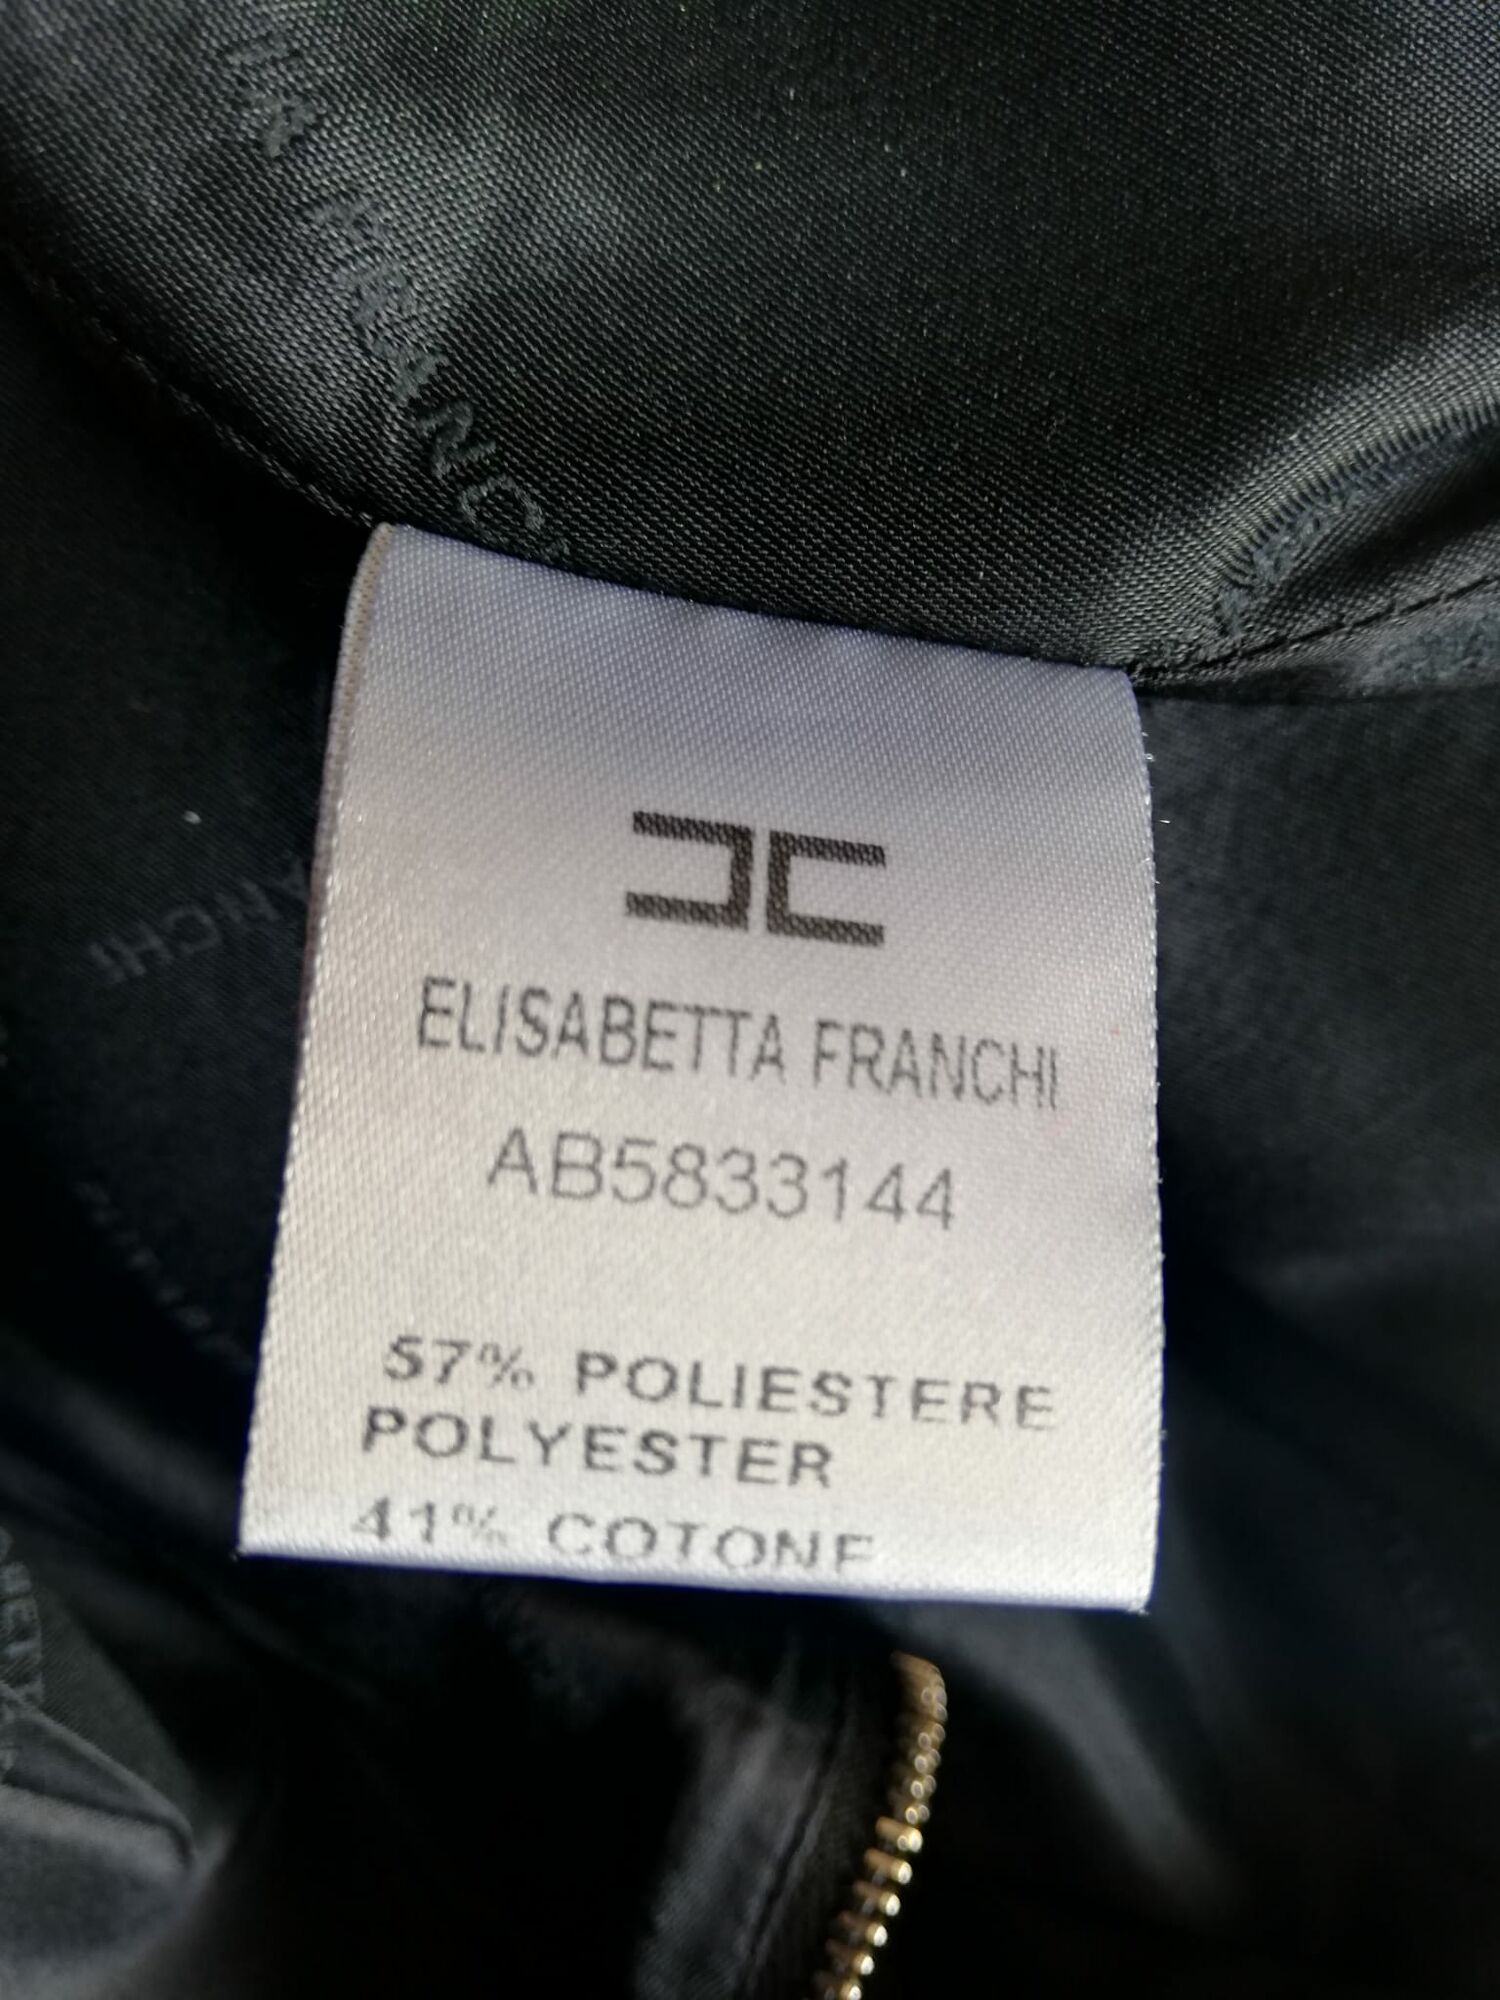 ELISABETTA FRANCHI
AB5833144
57% POLIESTERE
POLYESTER
41% COTONE